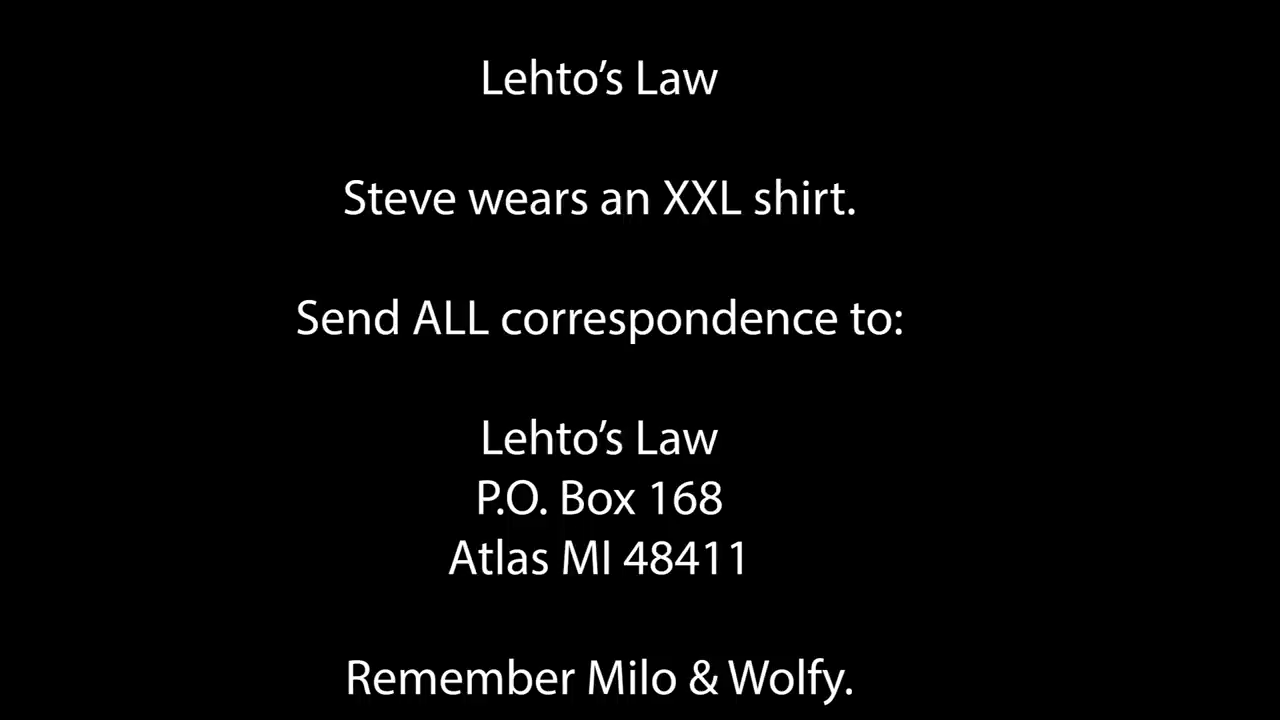 Lehto’s Law
Steve wears an XXL shirt.
Send ALL correspondence to:
Lehto’s Law
P.O. Box 168
Atlas MI 48411
Remember Milo & Wolfy.